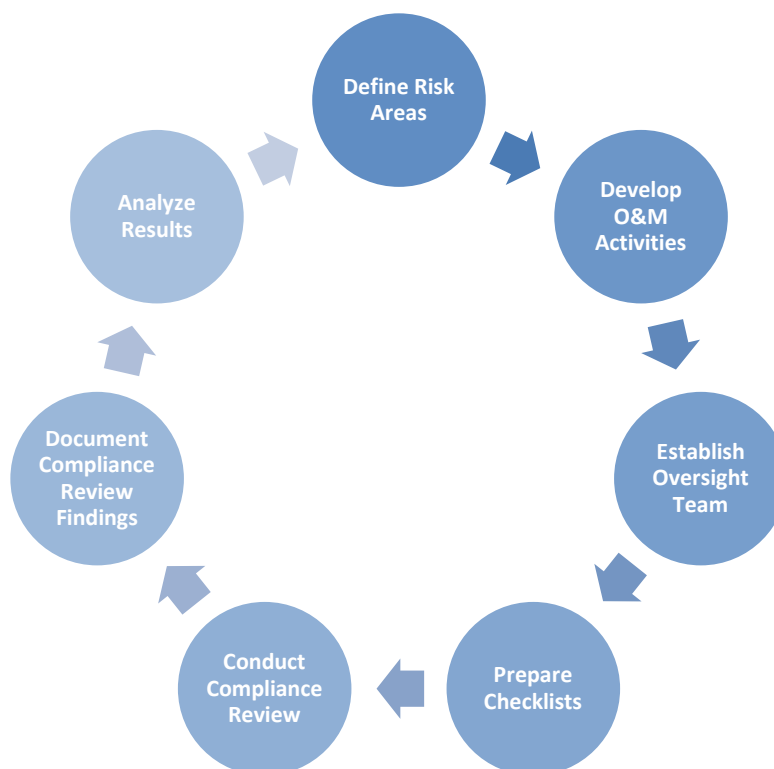 Define Risk
Areas
Develop
O&M
Activities
Establish
Oversight
Team
Prepare
Checklists
Conduct
Compliance
Review
Document
Compliance
Review
Findings
Analyze
Results